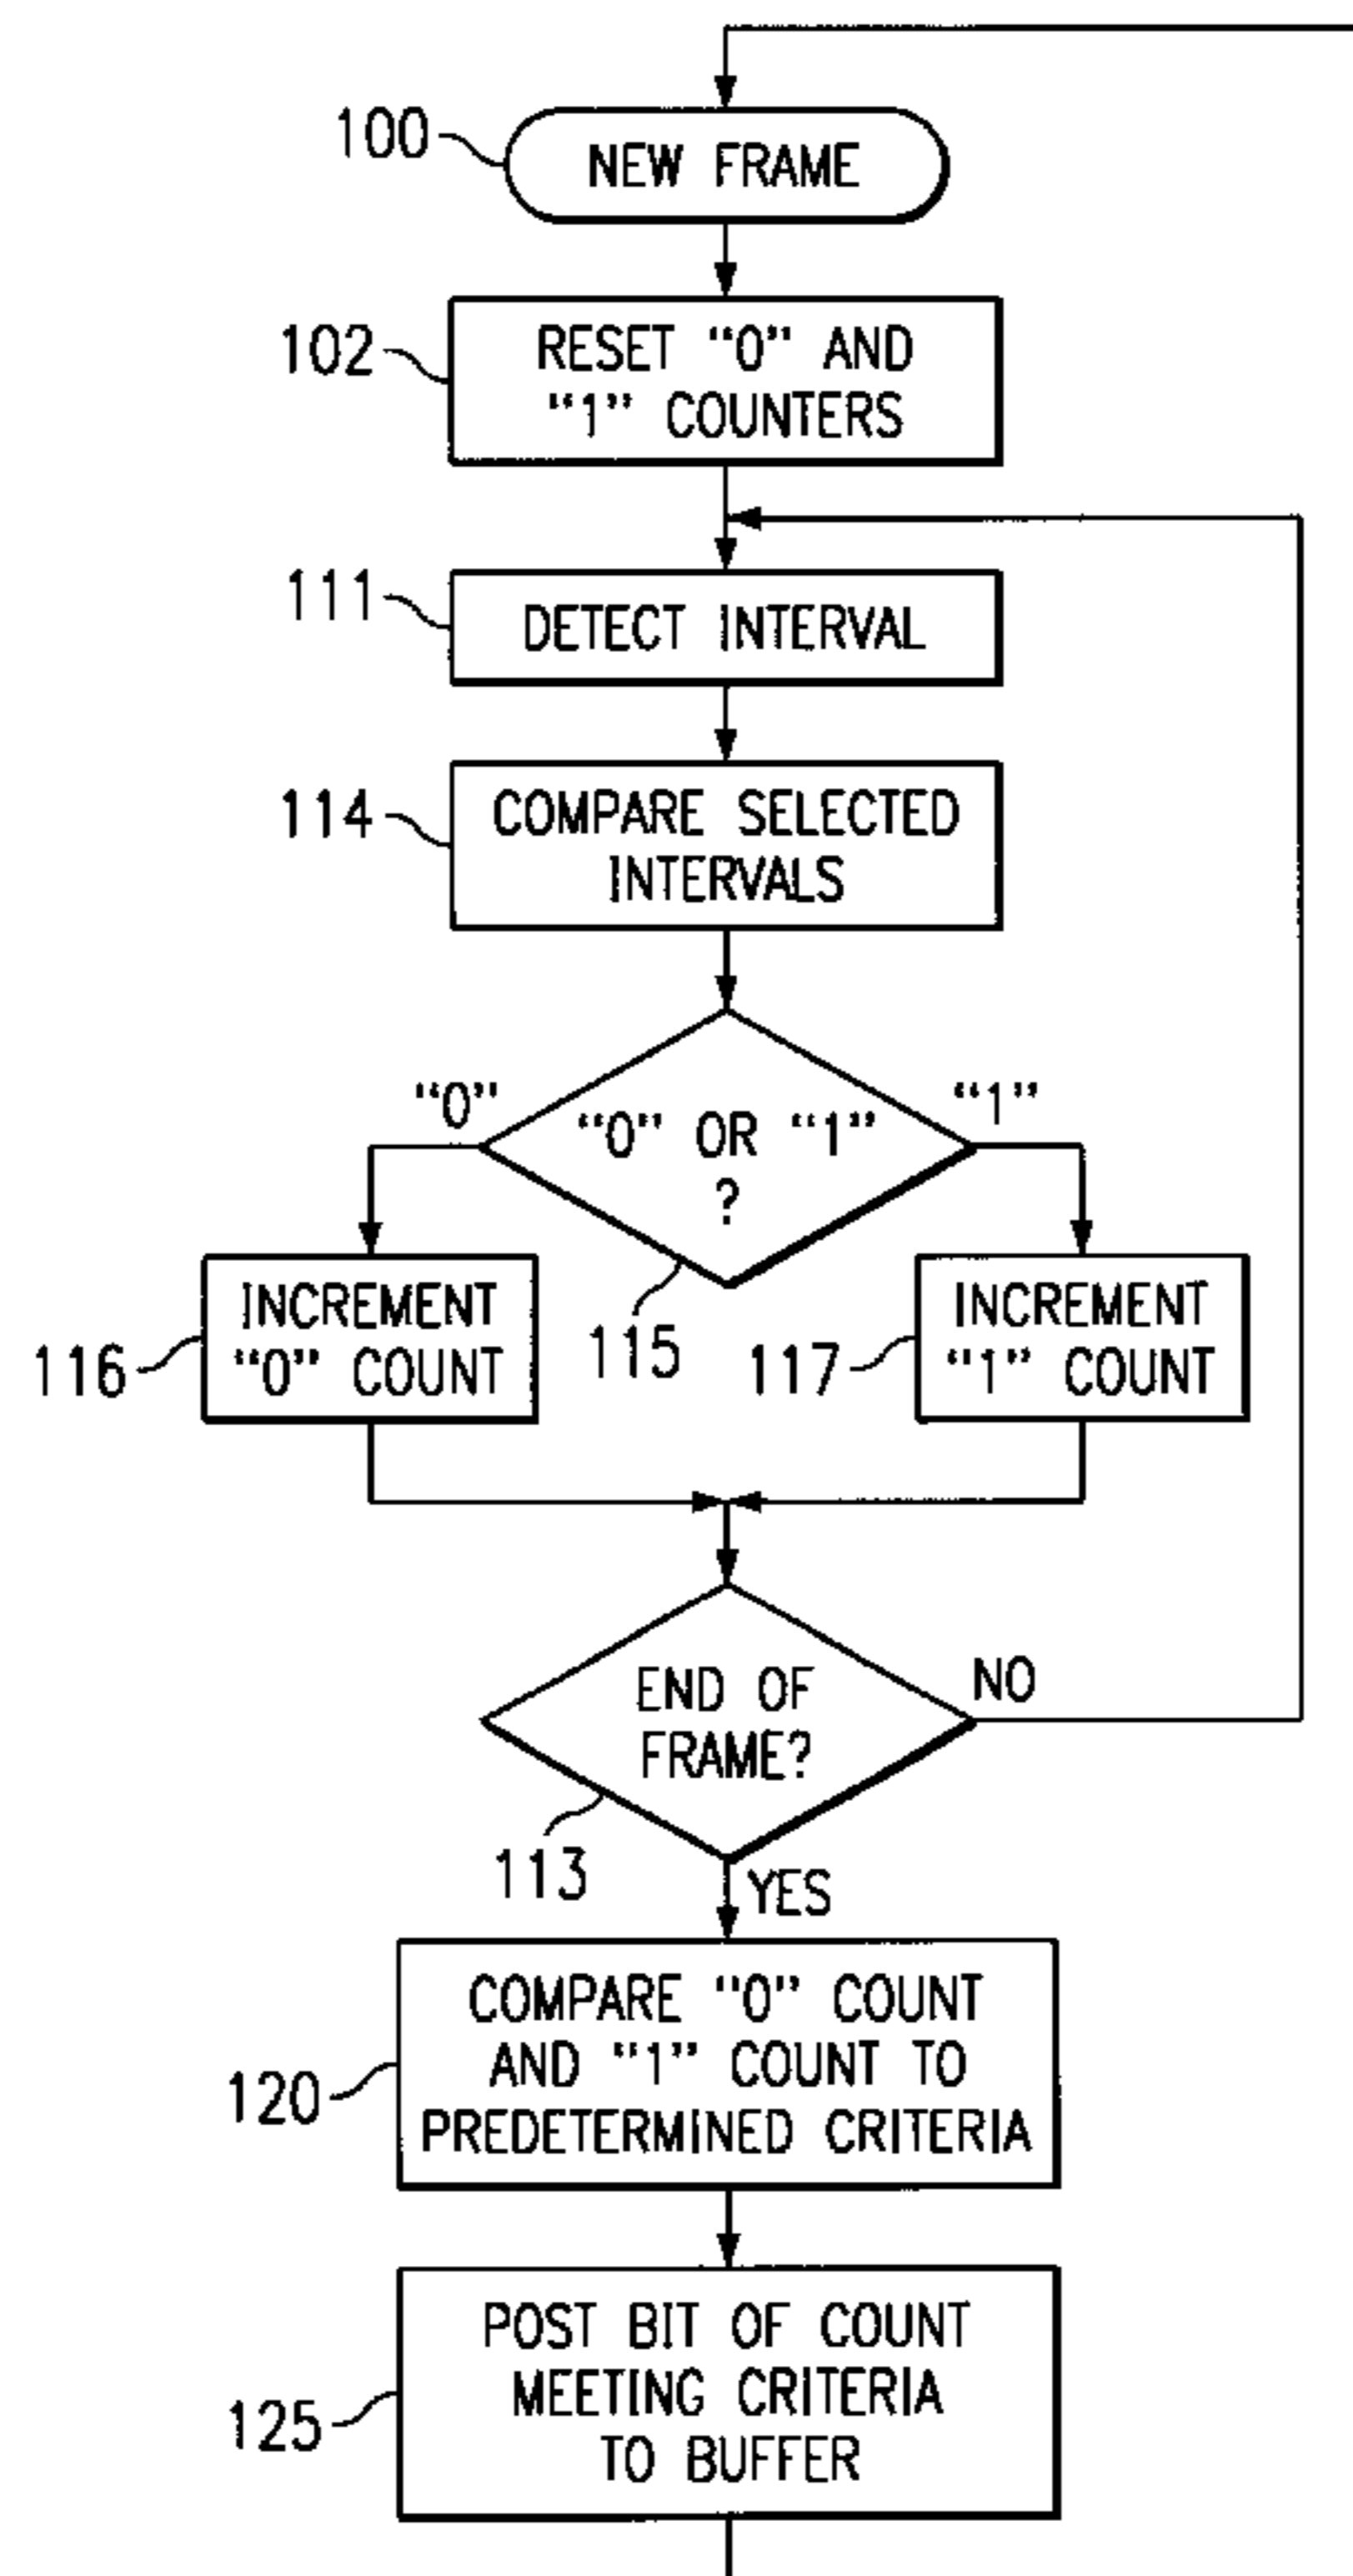 100
NEW FRAME
102
RESET "0" AND
"1" COUNTERS
111
DETECT INTERVAL
114
COMPARE SELECTED
INTERVALS
"0"
"0" OR "1"
?
"1"
115
116
INCREMENT
"0" COUNT
117
INCREMENT
"1" COUNT
END OF
FRAME?
NO
113
YES
120
COMPARE "0" COUNT
AND "1" COUNT TO
PREDETERMINED CRITERIA
125
POST BIT OF COUNT
MEETING CRITERIA
TO BUFFER